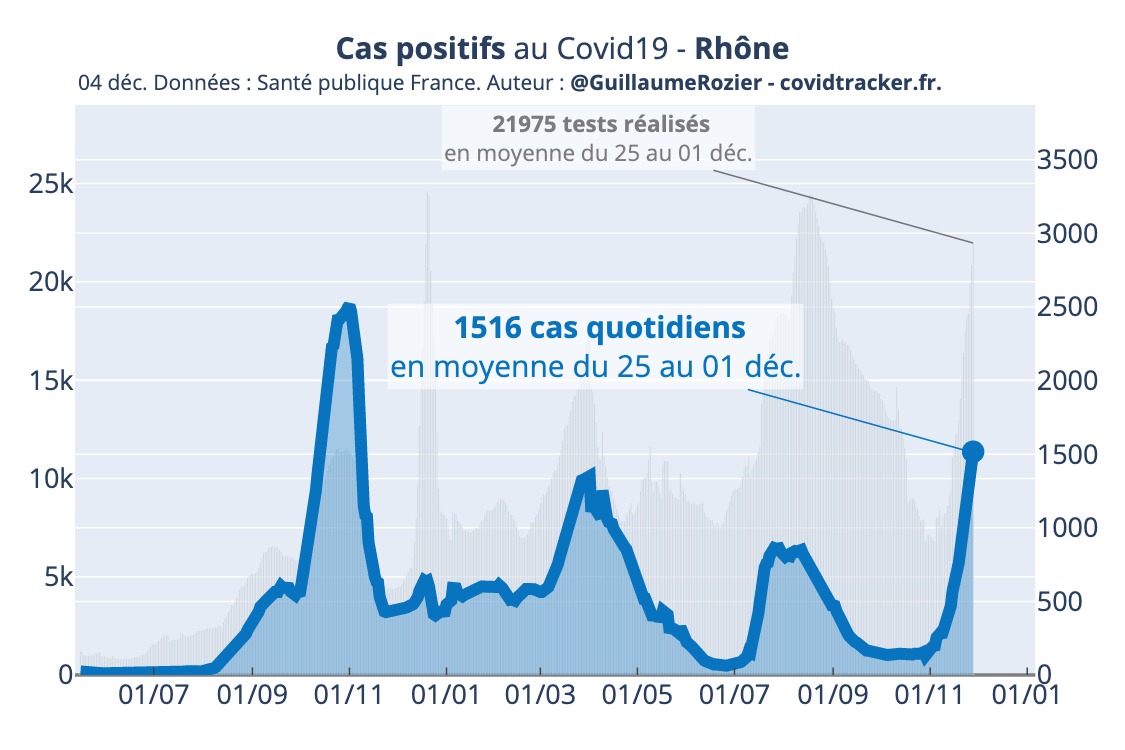 Cas positifs au Covid19 - Rhône
04 déc. Données : Santé publique France. Auteur : @GuillaumeRozier - covidtracker.fr.
21975 tests réalisés
en moyenne du 25 au 01 déc.
1516 cas quotidiens
en moyenne du 25 au 01 déc.
25k
20k
15k
10k
5k
0
3500
3000
2500
2000
1500
1000
500
0
01/07 01/09 01/11 01/01 01/03 01/05 01/07 01/09 01/11 01/01